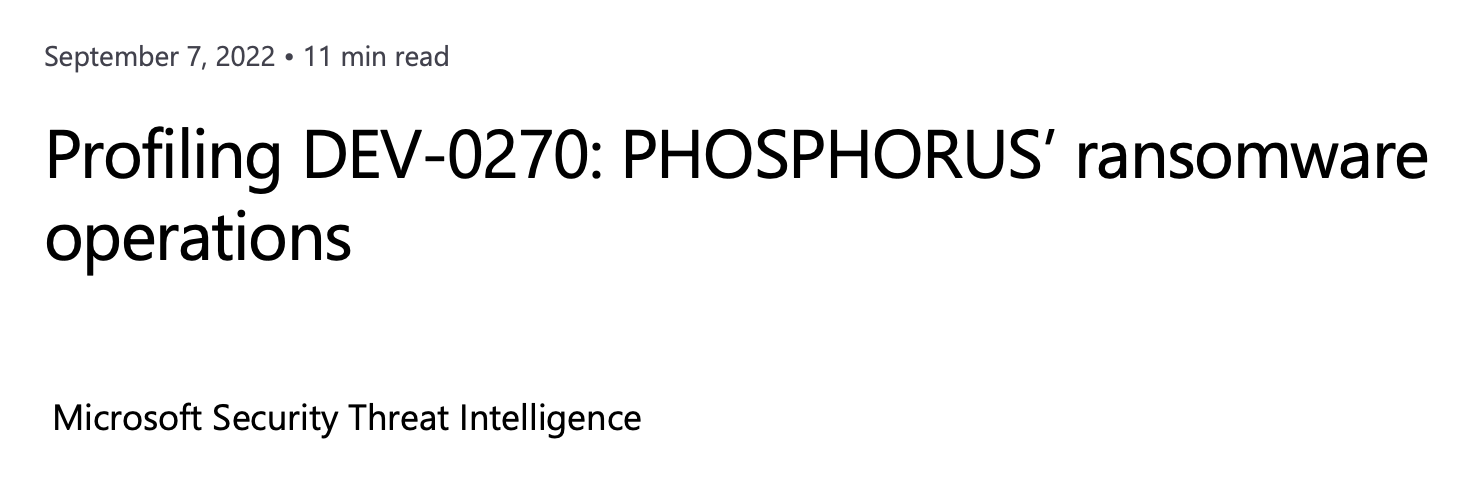 September 7, 2022 • 11 min read
Profiling DEV-0270: PHOSPHORUS’ ransomware
operations
Microsoft Security Threat Intelligence